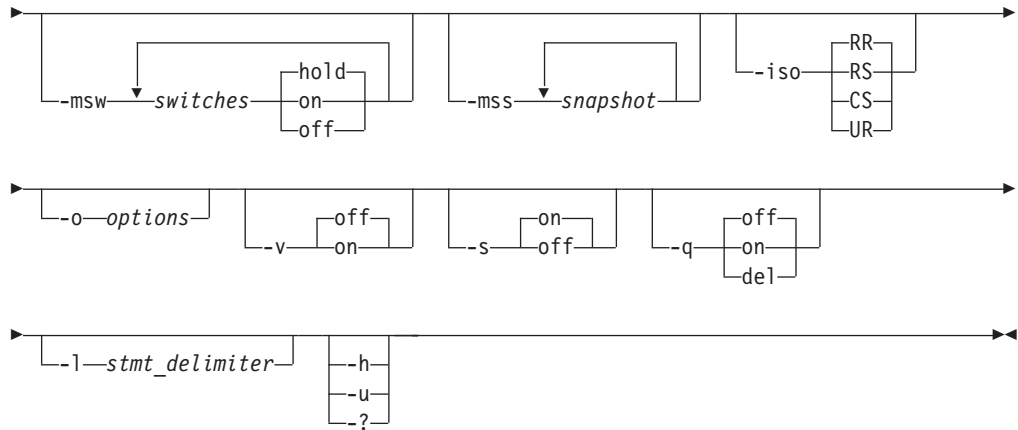 -msw switches hold on off
-mss snapshot
-iso RR RS CS UR
-o options
-v off on
-s on off
-q off on del
-l stmt_delimiter
-h
-u
-?